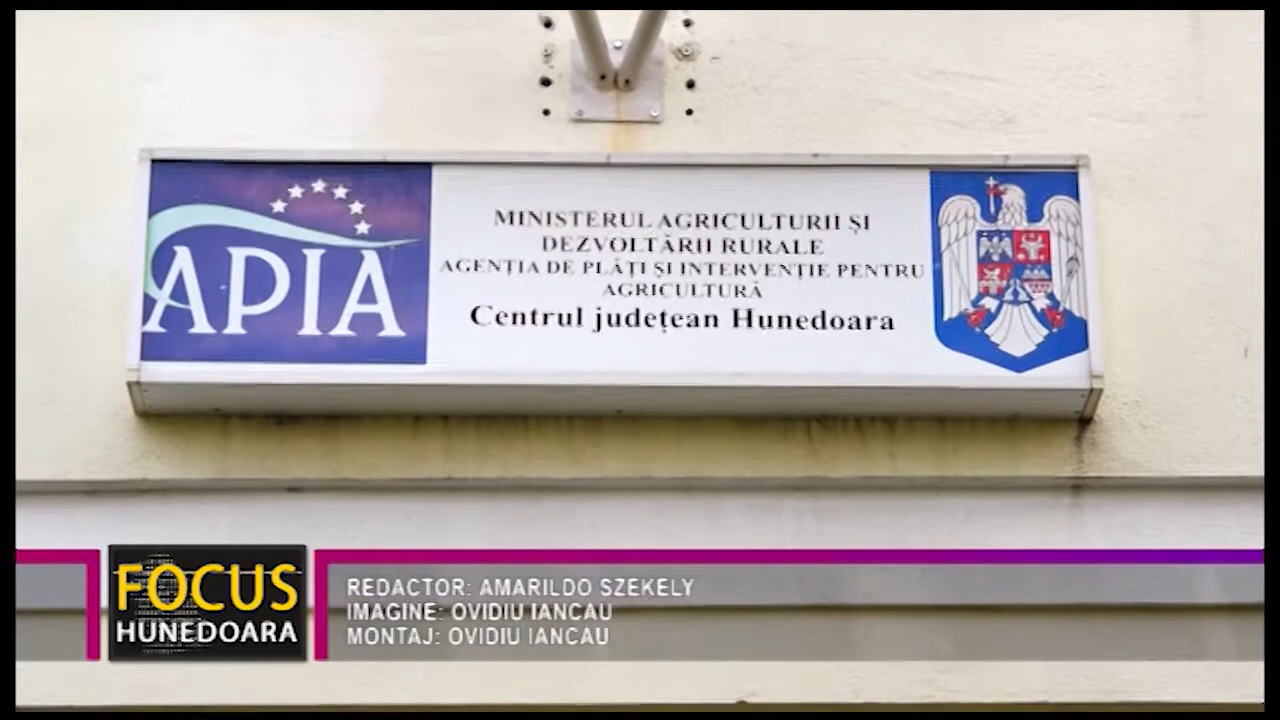 APIA
MINISTERUL AGRICULTURII ȘI
DEZVOLTĂRII RURALE
AGENȚIA DE PLĂȚI ȘI INTERVENȚIE PENTRU
AGRICULTURĂ
Centrul județean Hunedoara
FOCUS
HUNEDOARA
REDACTOR: AMARILDO SZEKELY
IMAGINE: OVIDIU IANCAU
MONTAJ: OVIDIU IANCAU